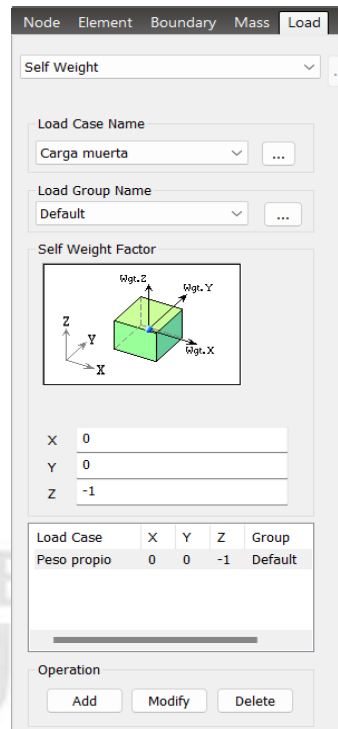 Node Element Boundary Mass Load
Self Weight
...
Load Case Name
Carga muerta
...
Load Group Name
Default
...
Self Weight Factor
Wgt.Z
Wgt.Y
Z
Y
Wgt.X
X
X 0
Y 0
Z -1
Load Case X Y Z Group
Peso propio 0 0 -1 Default
Operation
Add Modify Delete